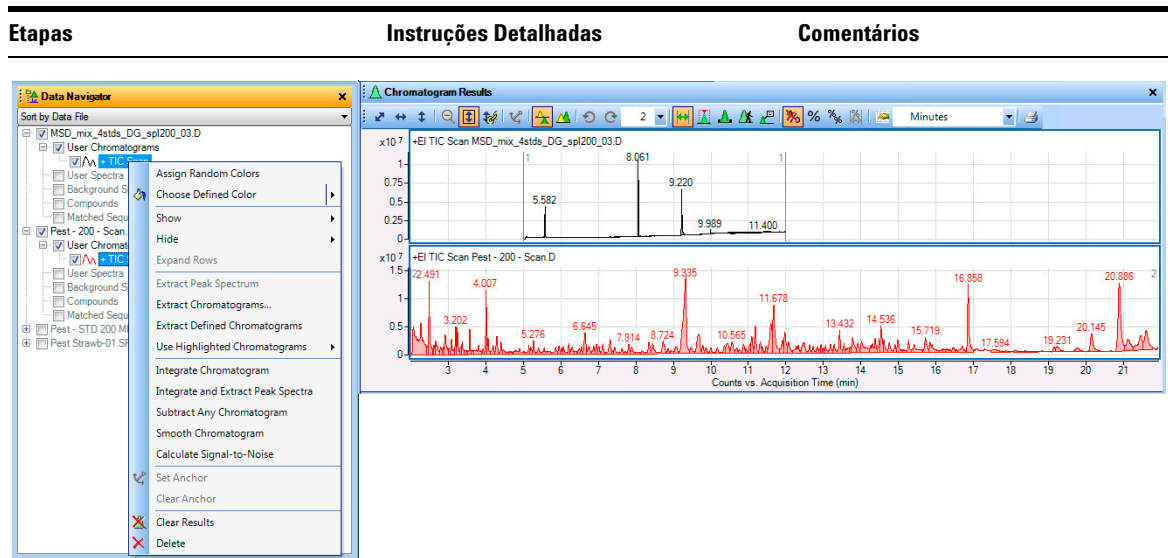 Etapas Instruções Detalhadas Comentários
Data Navigator
Sort by Data File
MSD_mix_4stds_DG_spl200_03.D
User Chromatograms
+ TIC Scan
User Spectra
Background S
Compounds
Matched Sequ
Pest - 200 - Scan.
User Chromat
+ TIC S
User Spectra
Background S
Compounds
Matched Sequ
Pest - STD 200 MI
Pest Strawb-01 SF
Assign Random Colors
Choose Defined Color
Show
Hide
Expand Rows
Extract Peak Spectrum
Extract Chromatograms...
Extract Defined Chromatograms
Use Highlighted Chromatograms
Integrate Chromatogram
Integrate and Extract Peak Spectra
Subtract Any Chromatogram
Smooth Chromatogram
Calculate Signal-to-Noise
Set Anchor
Clear Anchor
Clear Results
Delete
Chromatogram Results
2 % Minutes
x10 7 +EI TIC Scan MSD_mix_4stds_DG_spl200_03.D
1 8.061 1
1
0.75
9.220
0.5
5.582
0.25
9.989 11.400
0
x10 7 +EI TIC Scan Pest - 200 - Scan.D
1.5 2 2.491 4.007 9.335 11.678 16.858 20.886 2
1
0.5 3.202 5.276 6.645 7.814 8.724 10.565 13.432 14.536 15.719 17.594 19.231 20.145
0
3 4 5 6 7 8 9 10 11 12 13 14 15 16 17 18 19 20 21
Counts vs. Acquisition Time (min)